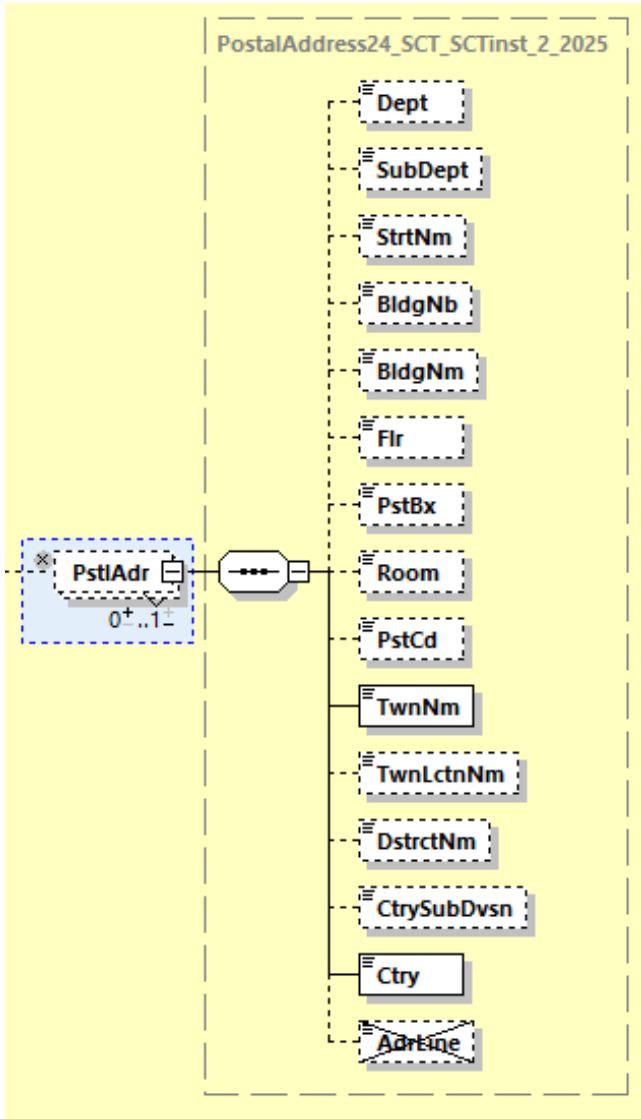 PostalAddress24_SCT_SCTinst_2_2025
Dept
SubDept
StrtNm
BldgNb
BldgNm
Flr
PstBx
PstlAdr
0..1
Room
PstCd
TwnNm
TwnLctnNm
DstrctNm
CtrySubDvsn
Ctry
AdrLine